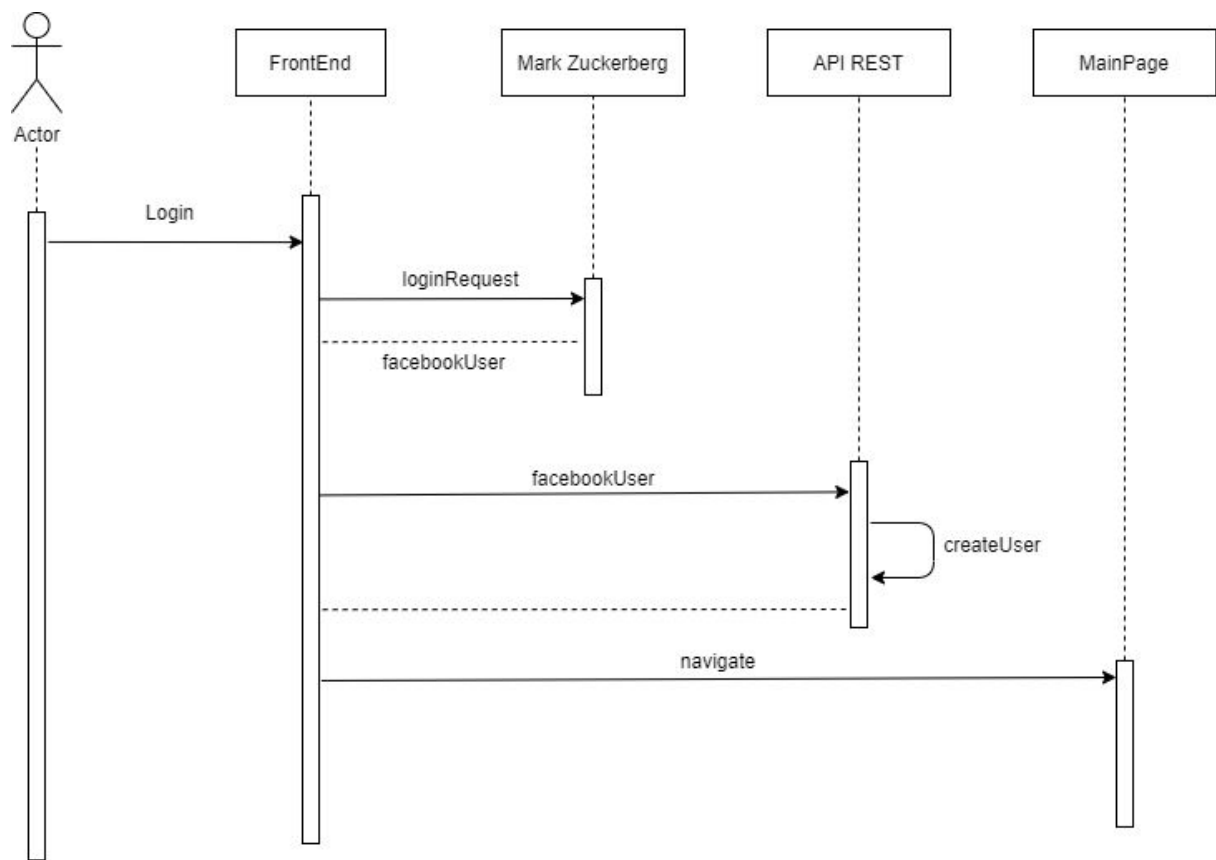 FrontEnd
Mark Zuckerberg
API REST
MainPage
Actor
Login
loginRequest
facebookUser
facebookUser
createUser
navigate